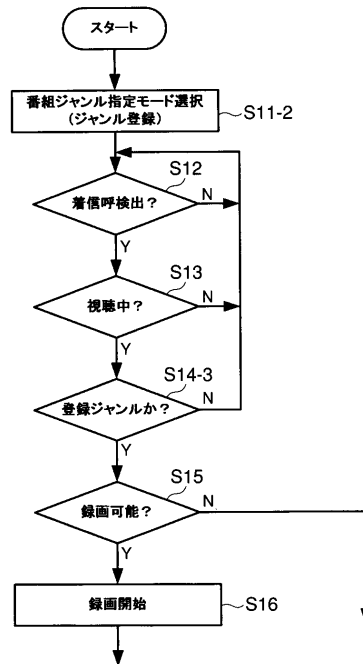 スタート
番組ジャンル指定モード選択
(ジャンル登録)
S11-2
S12
着信呼検出？
N
Y
S13
視聴中？
N
Y
S14-3
登録ジャンルか？
N
Y
S15
録画可能？
N
Y
録画開始
S16